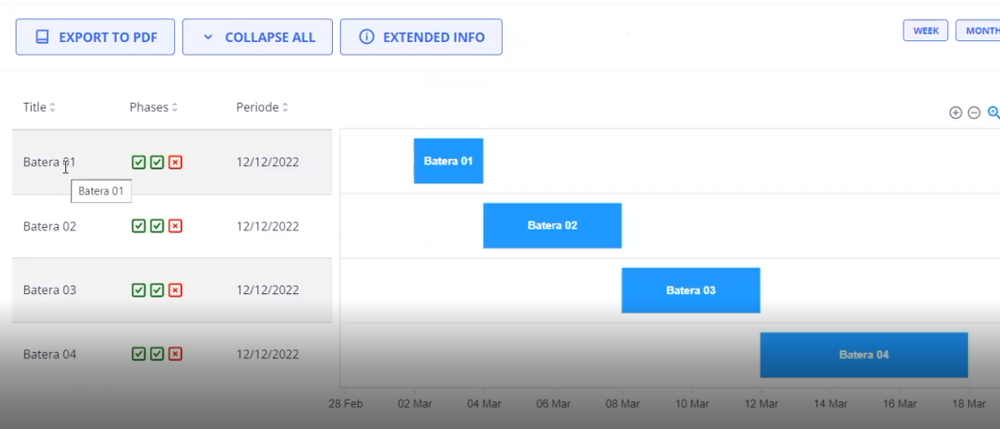 EXPORT TO PDF
COLLAPSE ALL
EXTENDED INFO
WEEK
MONTH
Title
Phases
Periode
Batera 01
12/12/2022
Batera 01
Batera 01
Batera 02
12/12/2022
Batera 02
Batera 03
12/12/2022
Batera 03
Batera 04
12/12/2022
Batera 04
28 Feb
02 Mar
04 Mar
06 Mar
08 Mar
10 Mar
12 Mar
14 Mar
16 Mar
18 Mar